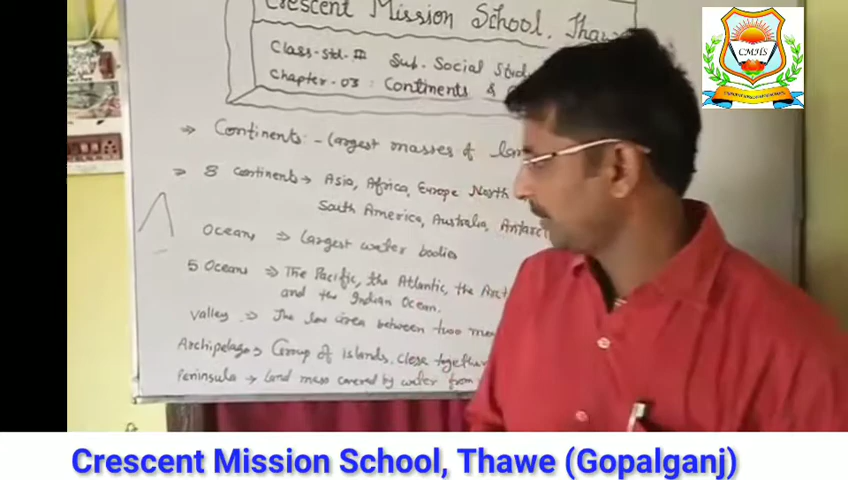 Crescent Mission School, Thawe
Class-Std-III Sub. Social Stud
Chapter-03 : Continents &
CMHS
⇒ Continents:- Largest masses of lan
⇒ 8 continents → Asia, Africa, Europe North
South America, Australia, Antarc
Oceans ⇒ Largest water bodies
5 Oceans ⇒ The Pacific, the Atlantic, the Arc
and the Indian Ocean.
Valley ⇒ The low area between two mo
Archipelago → Group of islands close together
Peninsula → Land mass covered by water from
Crescent Mission School, Thawe (Gopalganj)